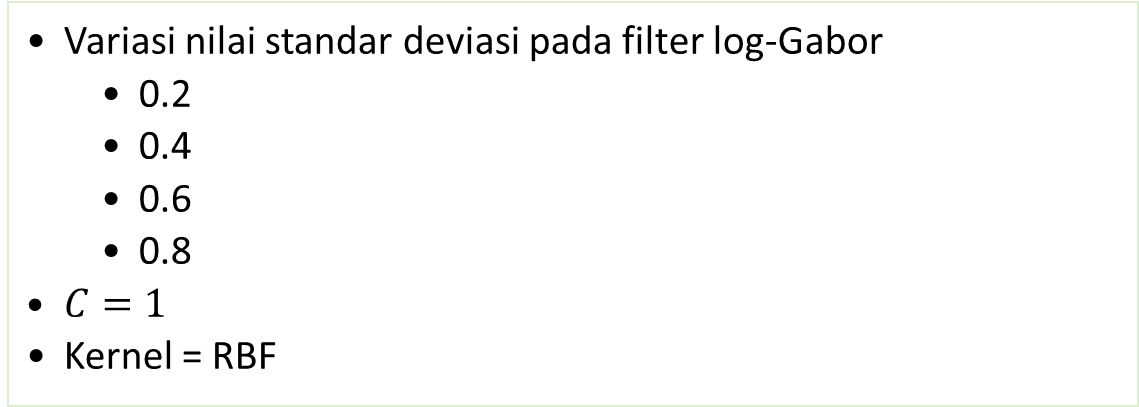 • Variasi nilai standar deviasi pada filter log-Gabor
• 0.2
• 0.4
• 0.6
• 0.8
• C = 1
• Kernel = RBF